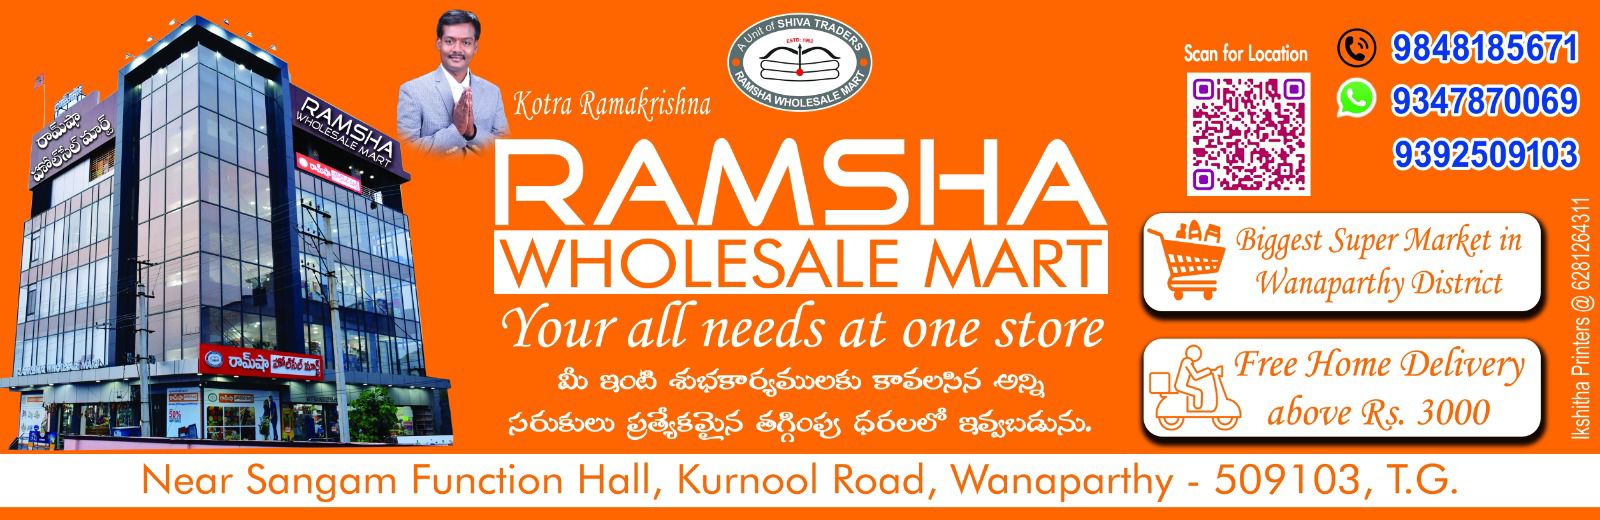 రామ్‌షా
హోల్‌సేల్ మార్ట్
RAMSHA
WHOLESALE MART
రామ్‌షా హోల్‌సేల్ మార్ట్
Kotra Ramakrishna
A Unit of SHIVA TRADERS
ESTD: 1982
RAMSHA WHOLESALE MART
RAMSHA
WHOLESALE MART
Your all needs at one store
మీ ఇంటి శుభకార్యములకు కావలసిన అన్ని
సరుకులు ప్రత్యేకమైన తగ్గింపు ధరలలో ఇవ్వబడును.
Scan for Location
9848185671
9347870069
9392509103
Biggest Super Market in
Wanaparthy District
Free Home Delivery
above Rs. 3000
Ikshitha Printers @ 6281264311
Near Sangam Function Hall, Kurnool Road, Wanaparthy - 509103, T.G.